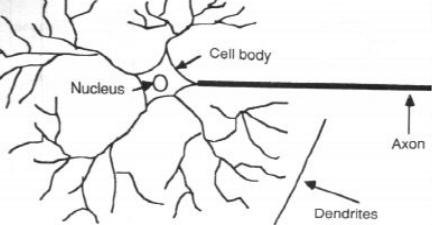 Cell body
Nucleus
Axon
Dendrites